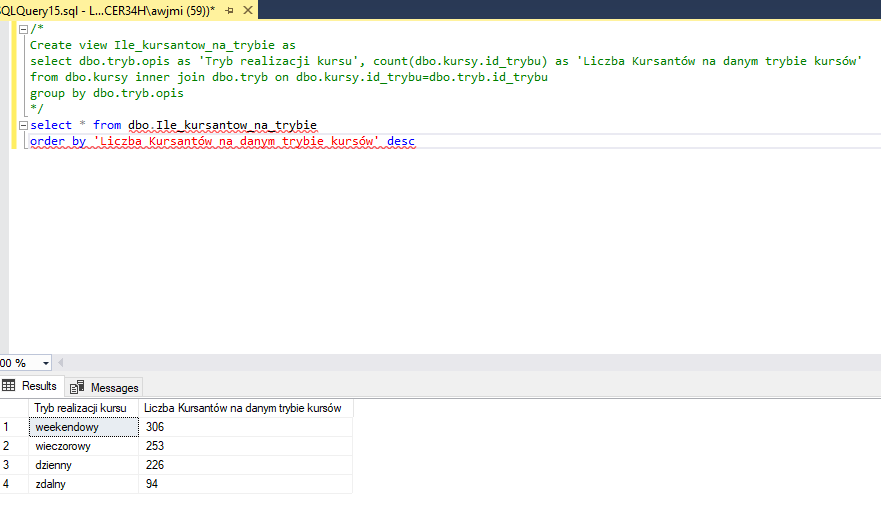 SQLQuery15.sql - L...CER34H\awjmi (59))*
/*
Create view Ile_kursantow_na_trybie as
select dbo.tryb.opis as 'Tryb realizacji kursu', count(dbo.kursy.id_trybu) as 'Liczba Kursantów na danym trybie kursów'
from dbo.kursy inner join dbo.tryb on dbo.kursy.id_trybu=dbo.tryb.id_trybu
group by dbo.tryb.opis
*/
select * from dbo.Ile_kursantow_na_trybie
order by 'Liczba Kursantów na danym trybie kursów' desc
00 %
Results Messages
Tryb realizacji kursu Liczba Kursantów na danym trybie kursów
1 weekendowy 306
2 wieczorowy 253
3 dzienny 226
4 zdalny 94